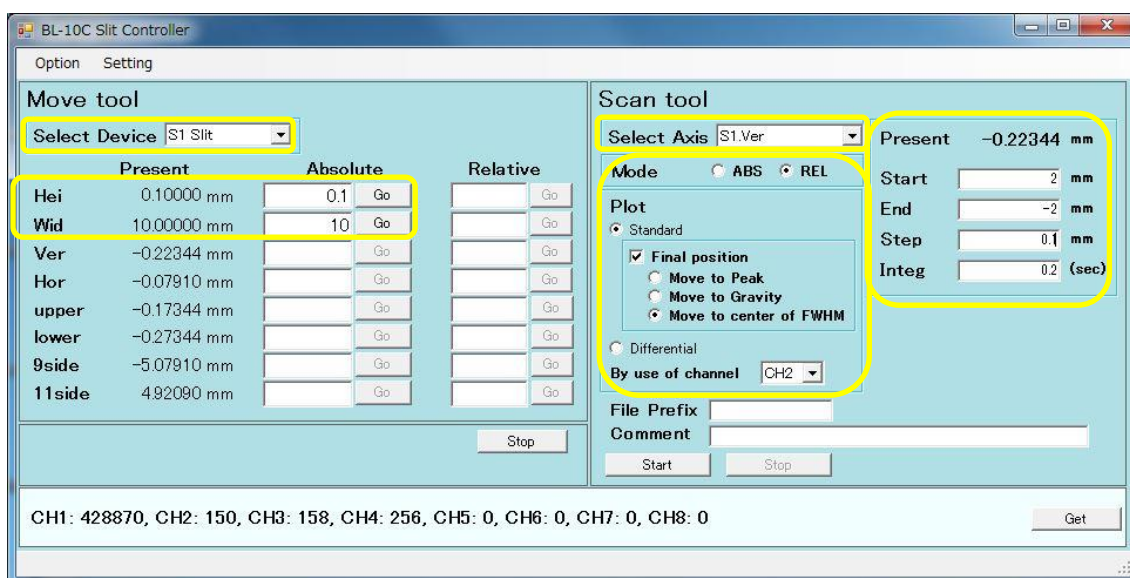 BL-10C Slit Controller
Option Setting
Move tool
Select Device S1 Slit
Present Absolute Relative
Hei 0.10000 mm 0.1 Go Go
Wid 10.00000 mm 10 Go Go
Ver -0.22344 mm Go Go
Hor -0.07910 mm Go Go
upper -0.17344 mm Go Go
lower -0.27344 mm Go Go
9side -5.07910 mm Go Go
11side 4.92090 mm Go Go
Stop
Scan tool
Select Axis S1.Ver
Mode ABS REL
Plot
Standard
Final position
Move to Peak
Move to Gravity
Move to center of FWHM
Differential
By use of channel CH2
Present -0.22344 mm
Start 2 mm
End -2 mm
Step 0.1 mm
Integ 0.2 (sec)
File Prefix
Comment
Start Stop
CH1: 428870, CH2: 150, CH3: 158, CH4: 256, CH5: 0, CH6: 0, CH7: 0, CH8: 0 Get